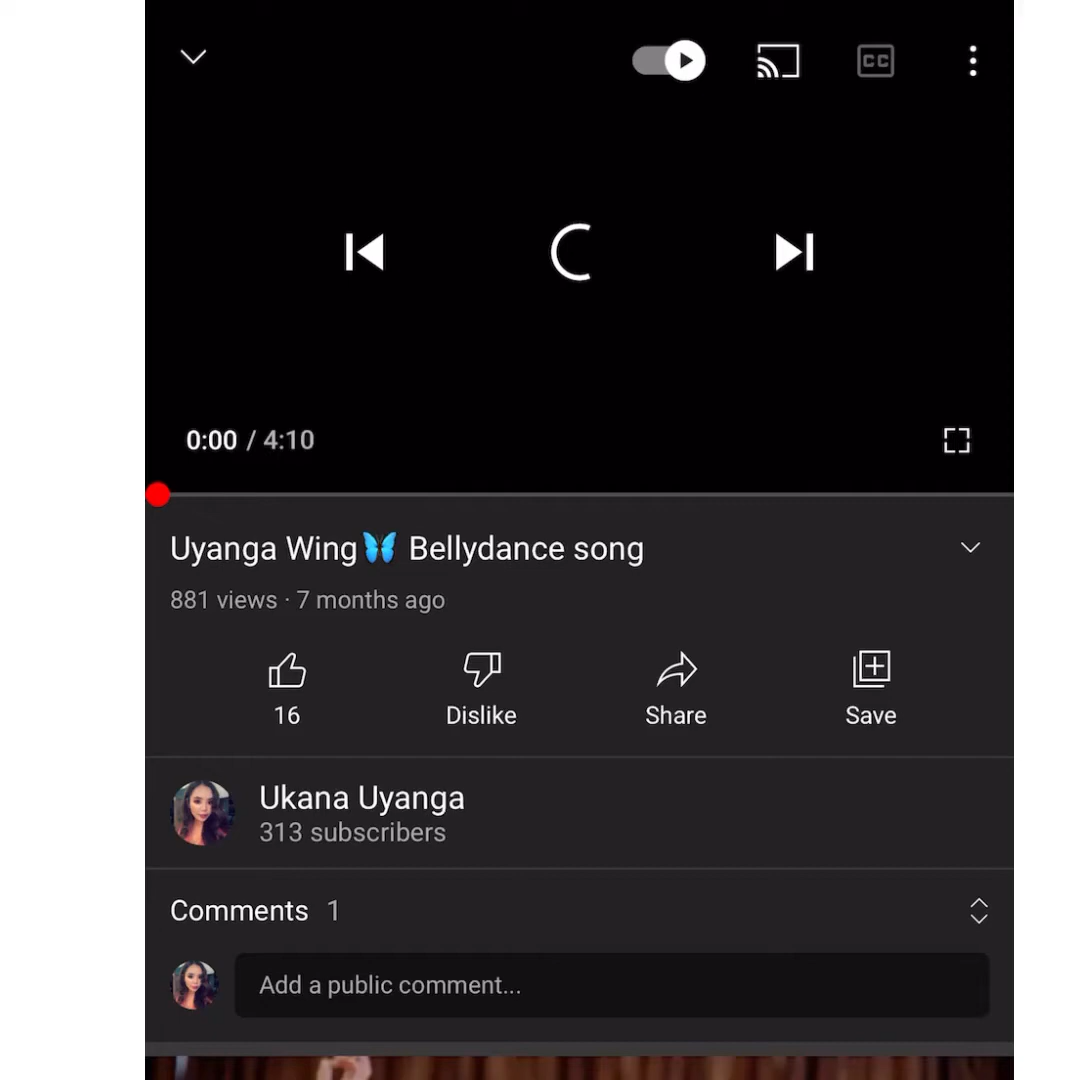 CC
0:00 / 4:10
Uyanga Wing🦋 Bellydance song
881 views · 7 months ago
16 Dislike Share Save
Ukana Uyanga
313 subscribers
Comments 1
Add a public comment...